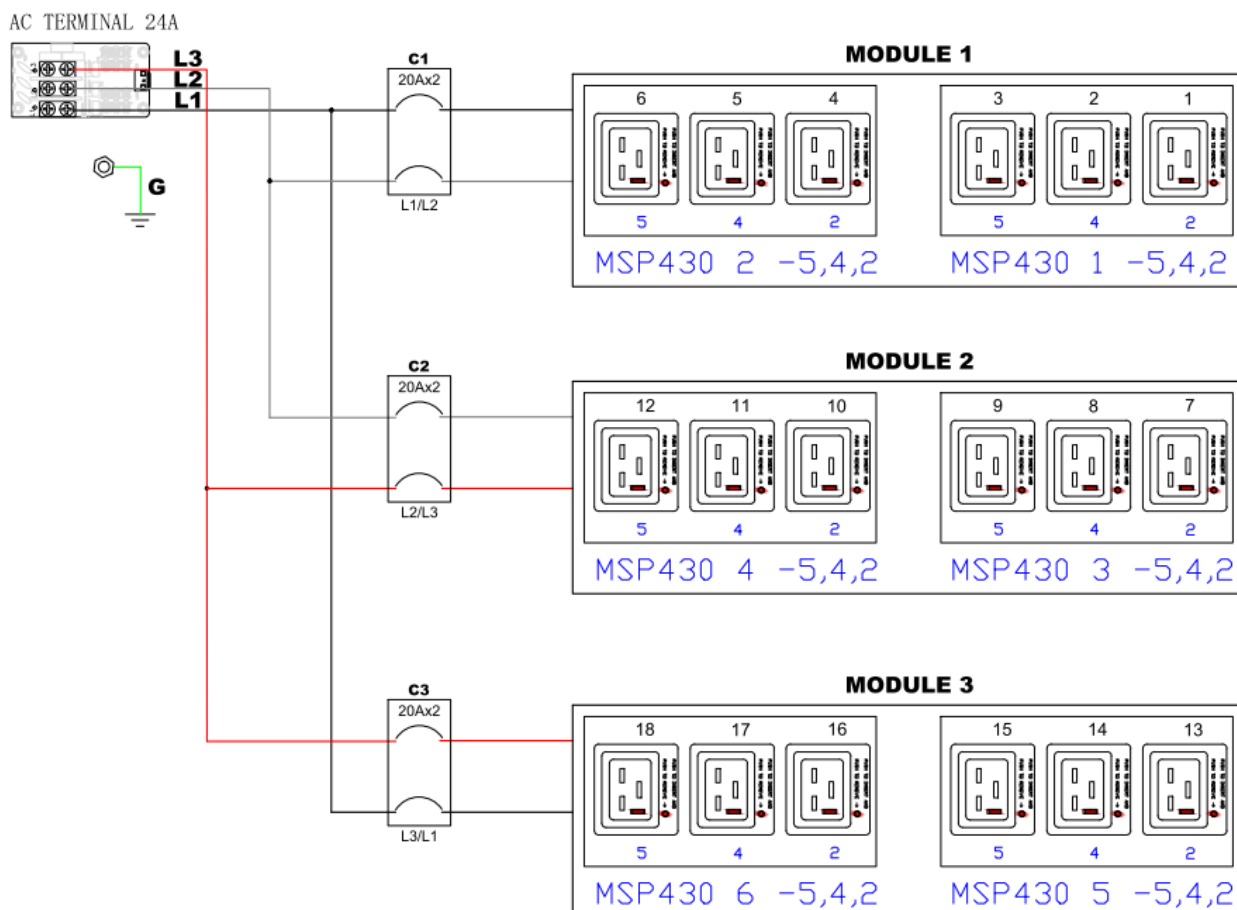 AC TERMINAL 24A
L3
L2
L1
G
C1
20Ax2
L1/L2
MODULE 1
6 5 4 3 2 1
5 4 2 5 4 2
MSP430 2 -5,4,2 MSP430 1 -5,4,2
C2
20Ax2
L2/L3
MODULE 2
12 11 10 9 8 7
5 4 2 5 4 2
MSP430 4 -5,4,2 MSP430 3 -5,4,2
C3
20Ax2
L3/L1
MODULE 3
18 17 16 15 14 13
5 4 2 5 4 2
MSP430 6 -5,4,2 MSP430 5 -5,4,2